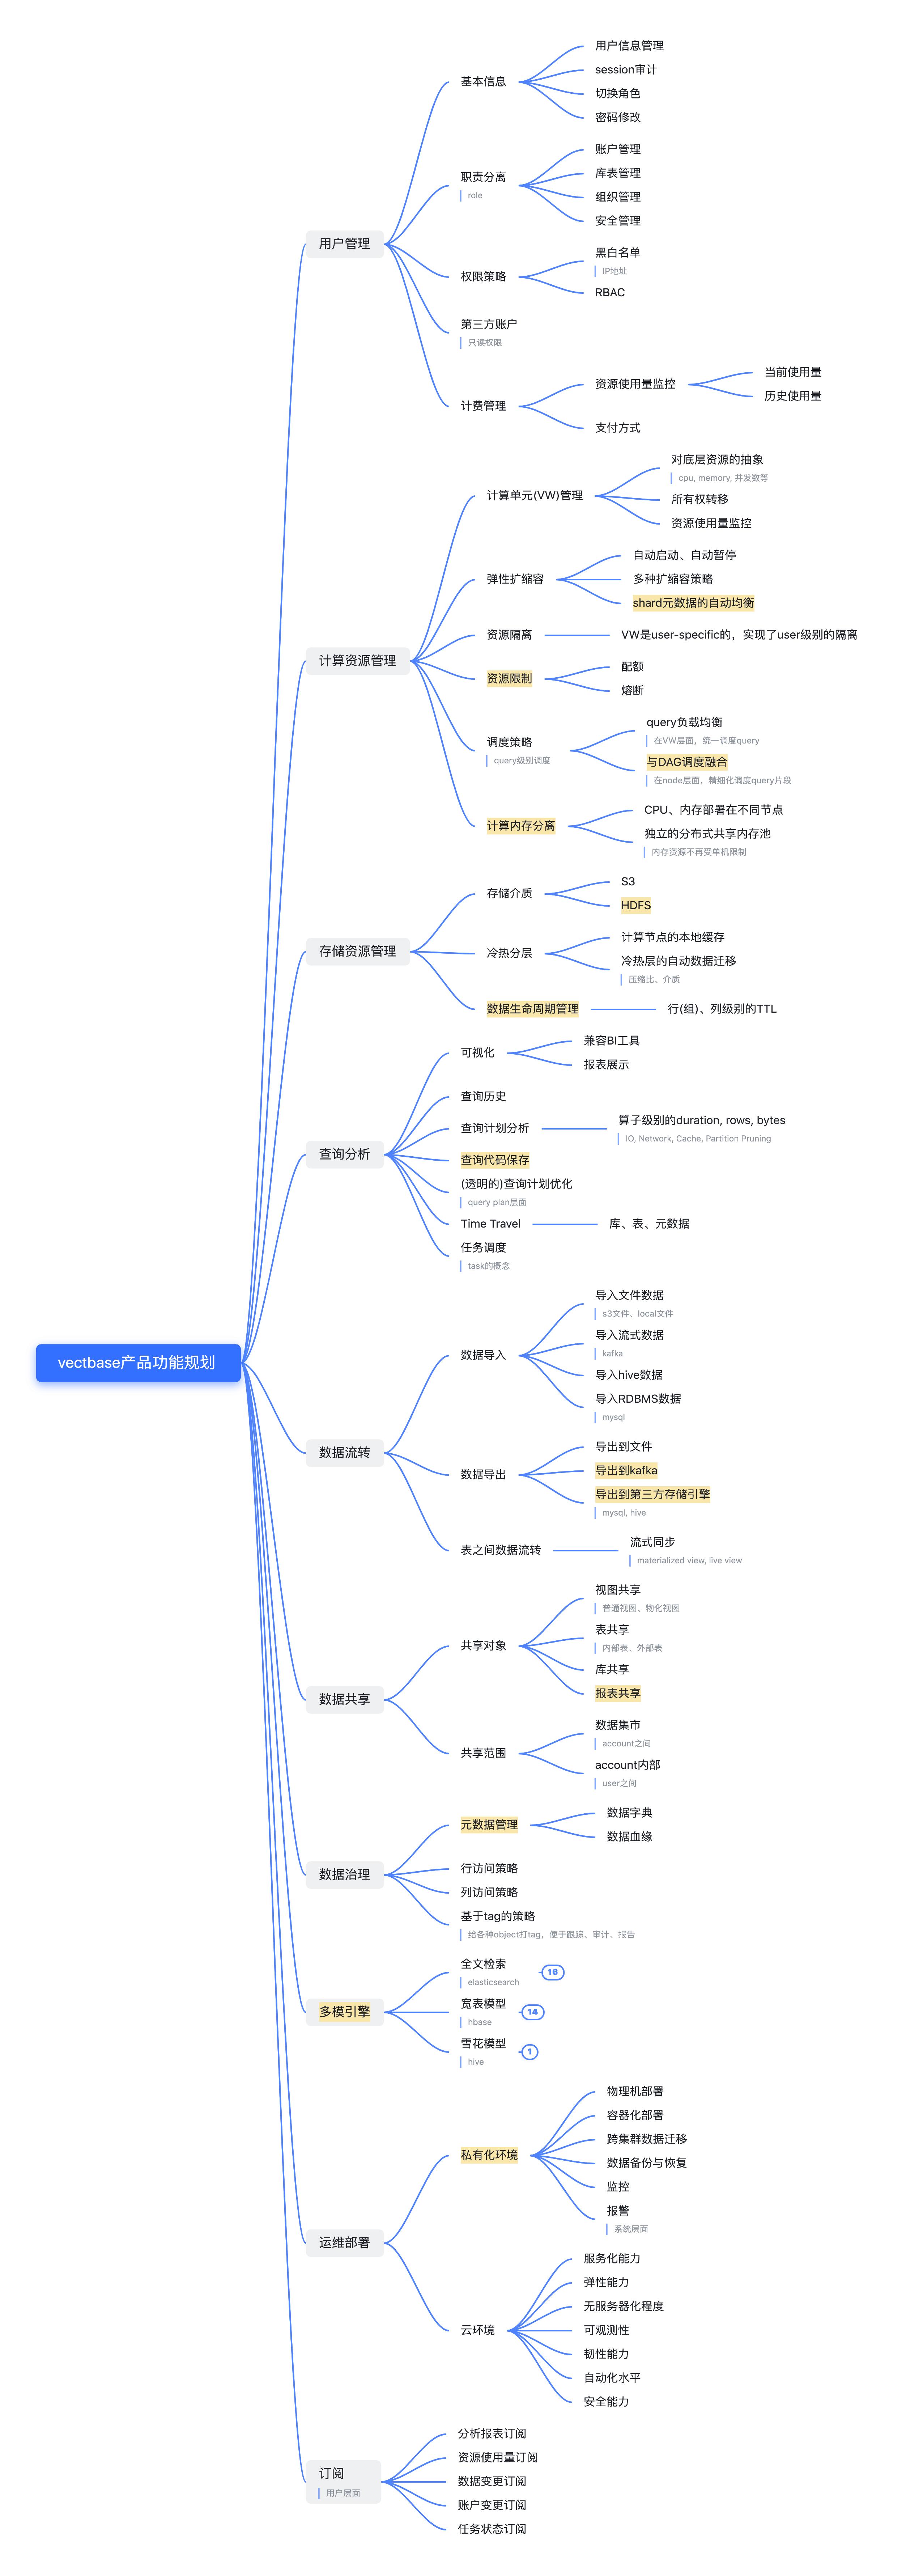 vectbase产品功能规划
用户管理
基本信息
用户信息管理
session审计
切换角色
密码修改
职责分离
role
账户管理
库表管理
组织管理
安全管理
权限策略
黑白名单
IP地址
RBAC
第三方账户
只读权限
计费管理
资源使用量监控
当前使用量
历史使用量
支付方式
计算资源管理
计算单元(VW)管理
对底层资源的抽象
cpu, memory, 并发数等
所有权转移
资源使用量监控
弹性扩缩容
自动启动、自动暂停
多种扩缩容策略
shard元数据的自动均衡
资源隔离
VW是user-specific的，实现了user级别的隔离
资源限制
配额
熔断
调度策略
query级别调度
query负载均衡
在VW层面，统一调度query
与DAG调度融合
在node层面，精细化调度query片段
计算内存分离
CPU、内存部署在不同节点
独立的分布式共享内存池
内存资源不再受单机限制
存储资源管理
存储介质
S3
HDFS
冷热分层
计算节点的本地缓存
冷热层的自动数据迁移
压缩比、介质
数据生命周期管理
行(组)、列级别的TTL
查询分析
可视化
兼容BI工具
报表展示
查询历史
查询计划分析
算子级别的duration, rows, bytes
IO, Network, Cache, Partition Pruning
查询代码保存
(透明的)查询计划优化
query plan层面
Time Travel
库、表、元数据
任务调度
task的概念
数据流转
数据导入
导入文件数据
s3文件、local文件
导入流式数据
kafka
导入hive数据
导入RDBMS数据
mysql
数据导出
导出到文件
导出到kafka
导出到第三方存储引擎
mysql, hive
表之间数据流转
流式同步
materialized view, live view
数据共享
共享对象
视图共享
普通视图、物化视图
表共享
内部表、外部表
库共享
报表共享
共享范围
数据集市
account之间
account内部
user之间
数据治理
元数据管理
数据字典
数据血缘
行访问策略
列访问策略
基于tag的策略
给各种object打tag，便于跟踪、审计、报告
多模引擎
全文检索
elasticsearch
16
宽表模型
hbase
14
雪花模型
hive
1
运维部署
私有化环境
物理机部署
容器化部署
跨集群数据迁移
数据备份与恢复
监控
报警
系统层面
云环境
服务化能力
弹性能力
无服务器化程度
可观测性
韧性能力
自动化水平
安全能力
订阅
用户层面
分析报表订阅
资源使用量订阅
数据变更订阅
账户变更订阅
任务状态订阅